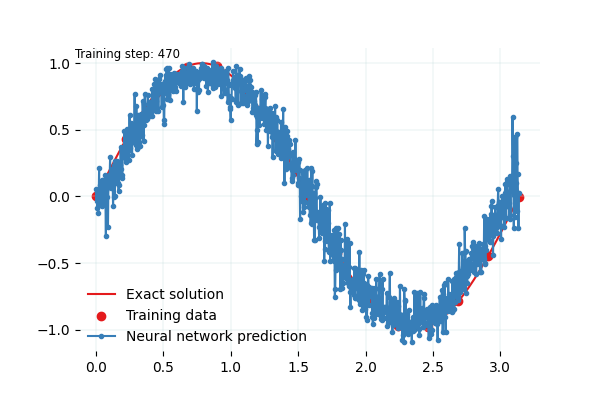 Training step: 470
1.0
0.5
0.0
−0.5
−1.0
Exact solution
Training data
Neural network prediction
0.0 0.5 1.0 1.5 2.0 2.5 3.0